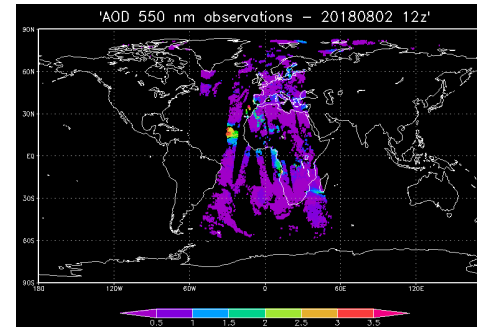 'AOD 550 nm observations - 20180802 12z'
90N
60N
30N
EQ
30S
60S
90S
180 120W 60W 0 60E 120E
0.5 1 1.5 2 2.5 3 3.5